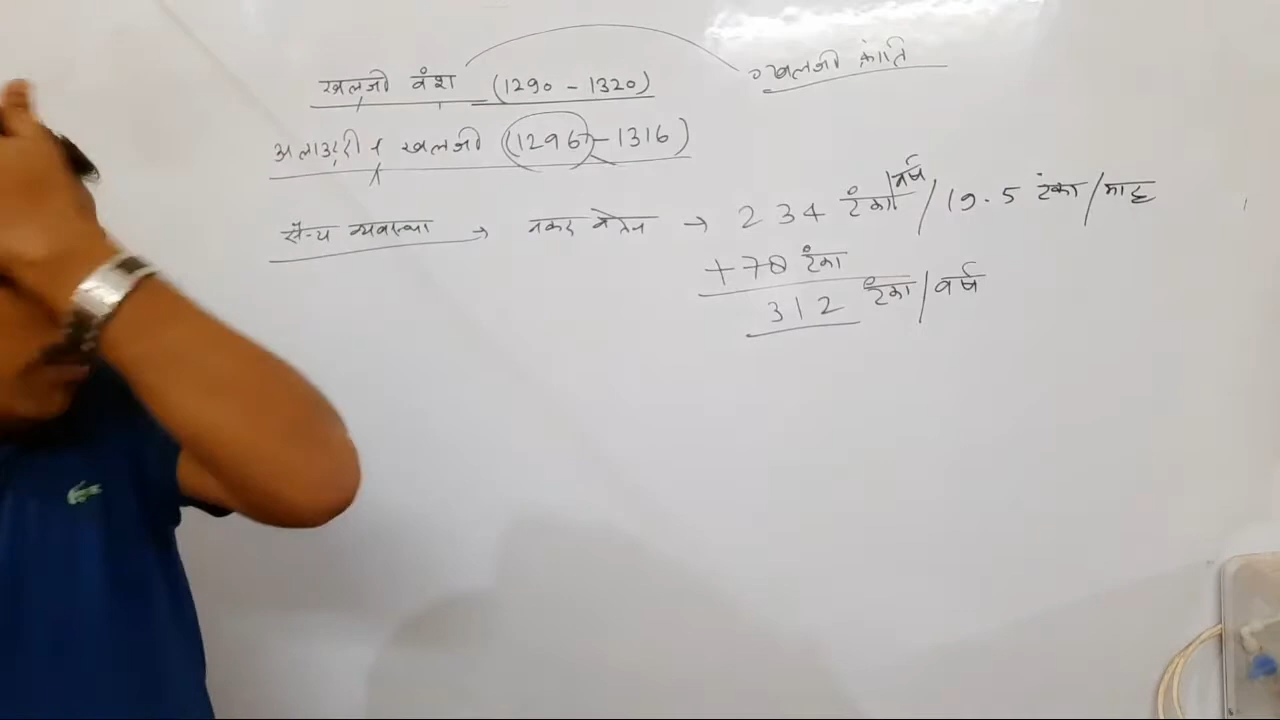 खलजी वंश (1290 - 1320)
खलजी क्रांति
अलाउद्दीन खलजी (1296 - 1316)
सैन्य व्यवस्था → नकद वेतन → 234 टंका/वर्ष / 19.5 टंका/माह
+78 टंका
312 टंका/वर्ष